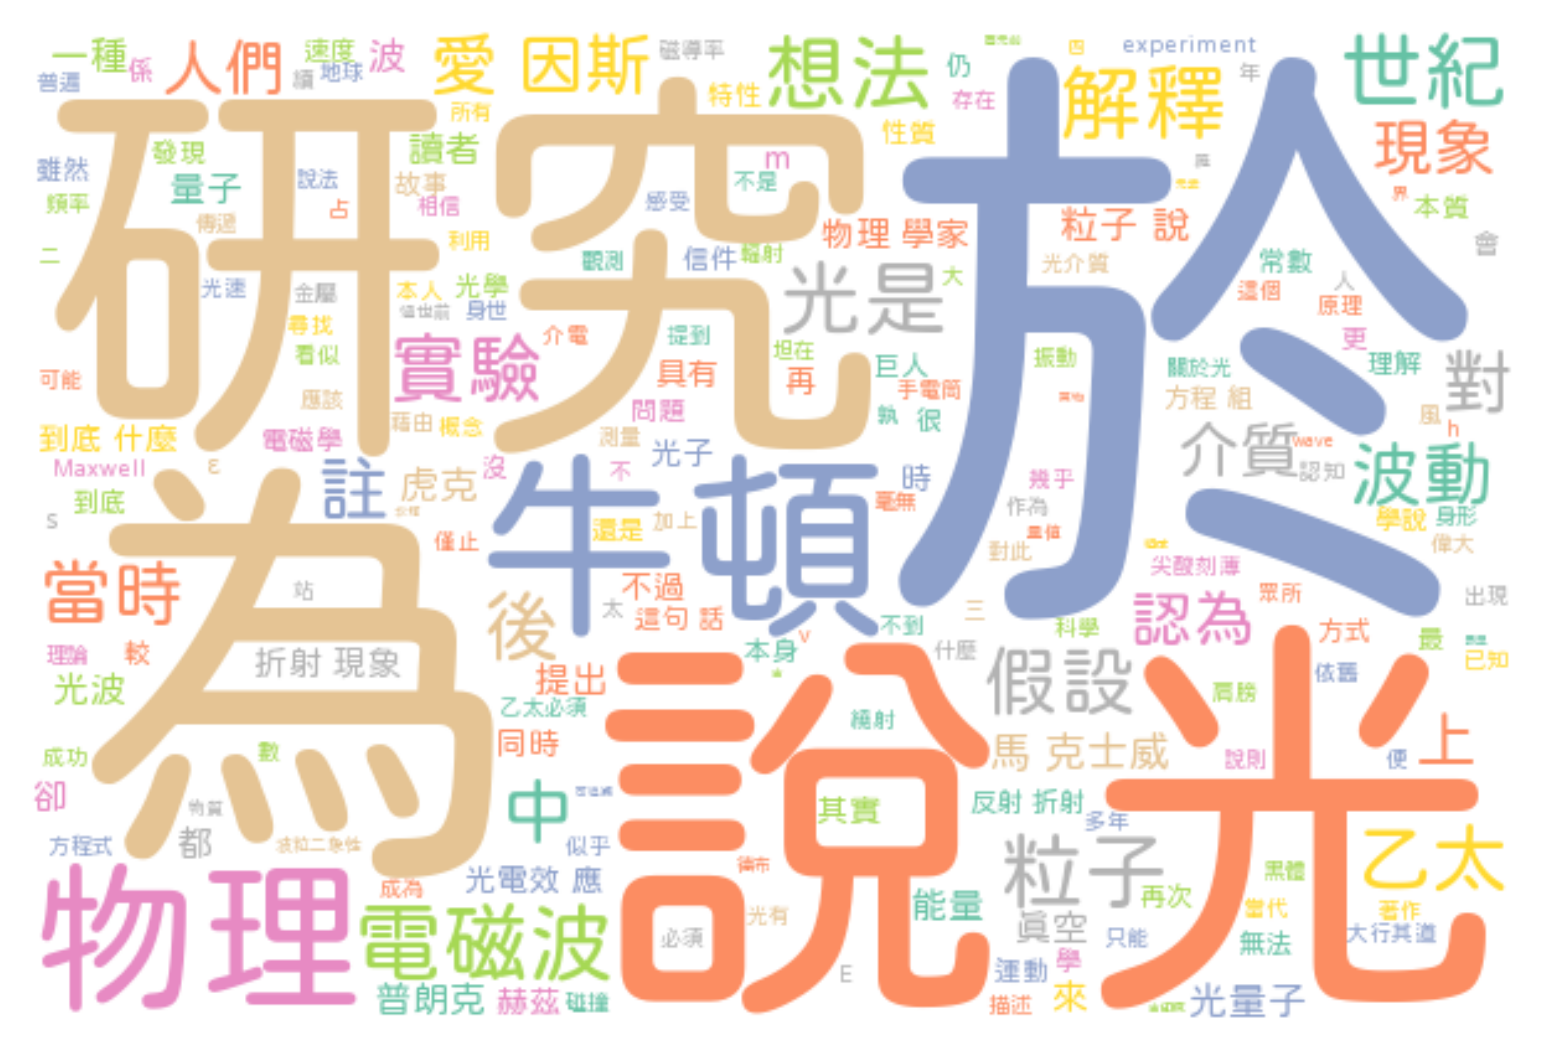 一種
係
人們
速度
波
續
地球
普遍
愛
因斯
磁導率
想法
仍
存在
四
experiment
年
世紀
解釋
現象
特性
性質
所有
研究
於
發現
讀者
雖然
量子
說法
故事
m
不是
感受
頻率
占
相信
傳遞
物理 學家
粒子 說
界
本質
會
二
利用
觀測
信件
輻射
光介質
常數
人
這個
原理
光速
金屬
本人
光學
身世
光是
大
尋找
看似
實驗
介電
提到
坦在
巨人
振動
更
關於光
理解
對
可能
應該
具有
再
手電筒
方程 組
問題
孰
很
風
h
藉由
概念
到底 什麼
電磁學
測量
介質
wave
認知
Maxwell
ε
光子
註
虎克
沒
不
時
幾乎
波動
到底
s
牛頓
毫無
作為
學說
身形
還是
加上
僅止
對此
偉大
為
當時
站
不過
尖酸刻薄
眾所
出現
後
太
這句 話
三
認為
理論
較
折射 現象
v
不到
科學
方式
最
本身
什麼
已知
光波
提出
假設
依舊
肩膀
乙太必須
說
繞射
光
成功
數
同時
馬 克士威
說則
便
上
卻
物質
中
其實
反射 折射
多年
方程式
都
波粒二象性
似乎
德布
粒子
乙太
物理
成為
光電效 應
能量
再次
黑體
電磁波
光有
真空
當代
著作
必須
只能
無法
大行其道
E
運動
學
普朗克
赫茲
碰撞
描述
來
光量子